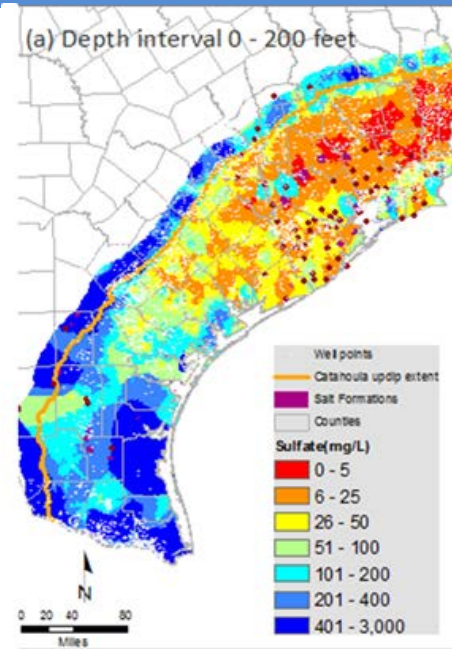 (a) Depth interval 0 - 200 feet
Well points
Catahoula updip extent
Salt Formations
Counties
Sulfate(mg/L)
0 - 5
6 - 25
26 - 50
51 - 100
101 - 200
201 - 400
401 - 3,000
N
0 20 40 80
Miles